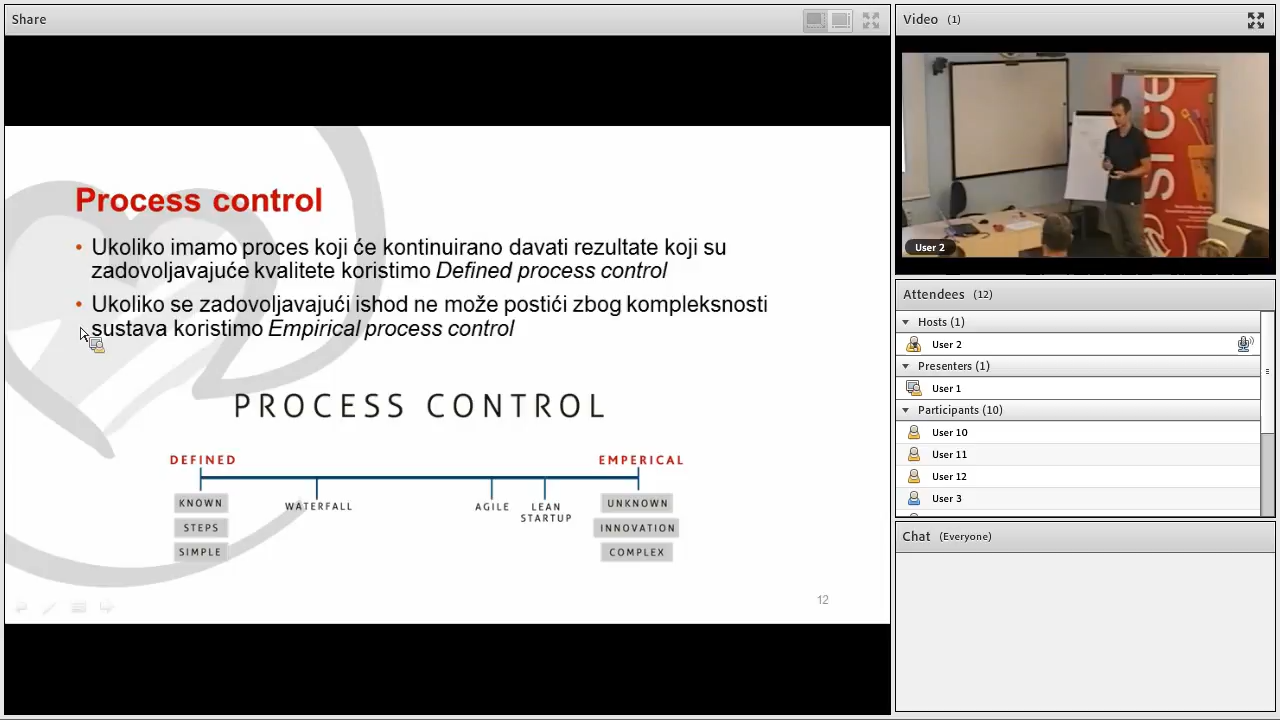 Share
Process control
• Ukoliko imamo proces koji će kontinuirano davati rezultate koji su
zadovoljavajuće kvalitete koristimo Defined process control
• Ukoliko se zadovoljavajući ishod ne može postići zbog kompleksnosti
sustava koristimo Empirical process control
PROCESS CONTROL
DEFINED
EMPERICAL
KNOWN
STEPS
SIMPLE
WATERFALL
AGILE
LEAN
STARTUP
UNKNOWN
INNOVATION
COMPLEX
12
Video (1)
User 2
Attendees (12)
Hosts (1)
User 2
Presenters (1)
User 1
Participants (10)
User 10
User 11
User 12
User 3
Chat (Everyone)